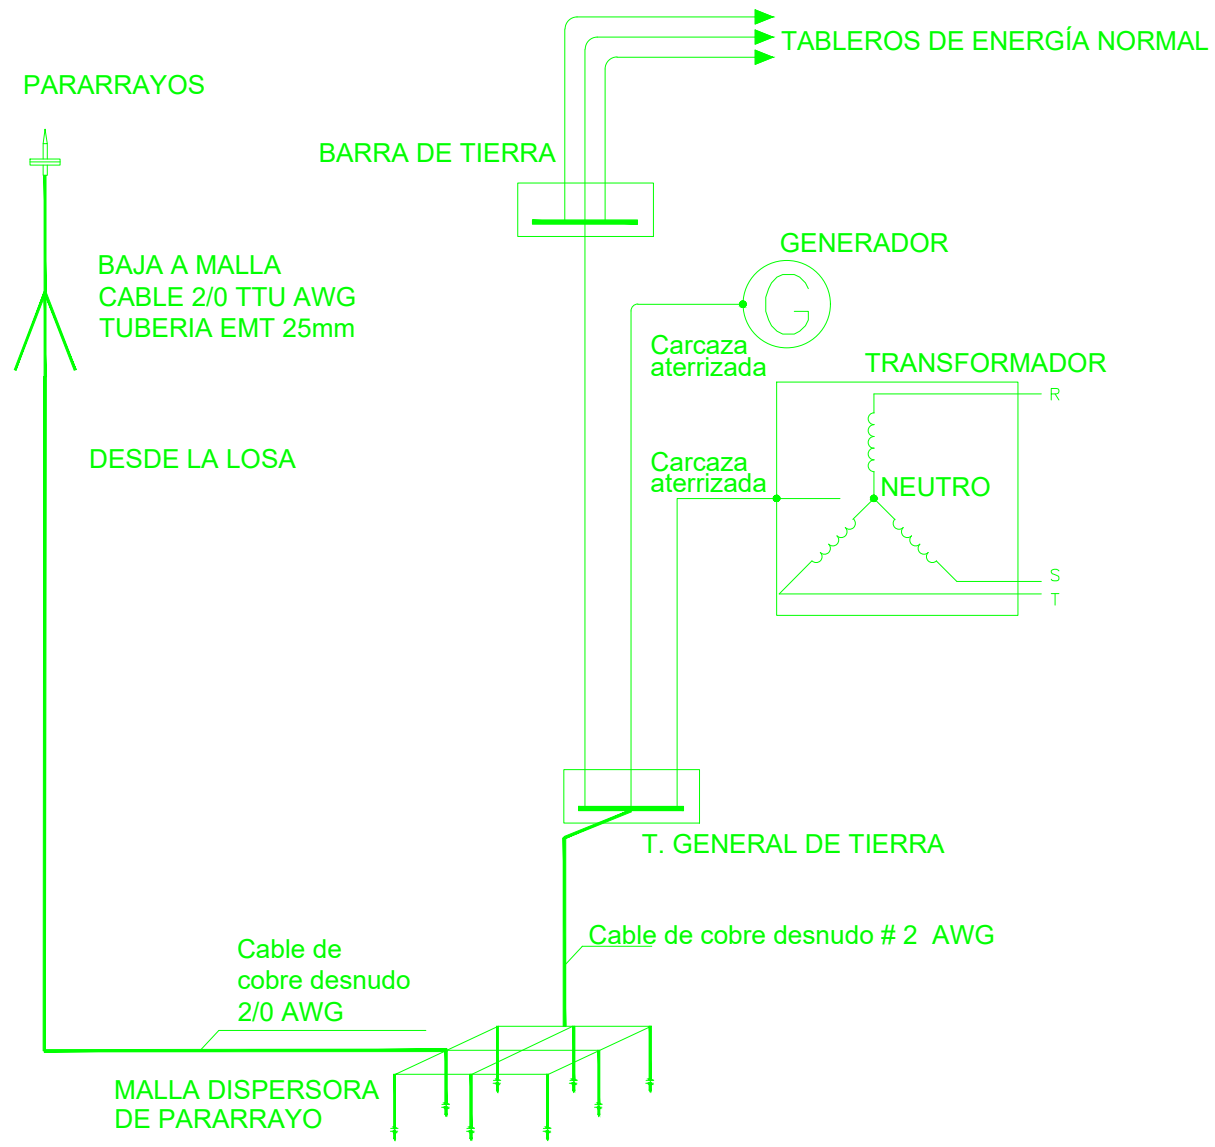 TABLEROS DE ENERGÍA NORMAL
PARARRAYOS
BARRA DE TIERRA
GENERADOR
G
BAJA A MALLA
CABLE 2/0 TTU AWG
TUBERIA EMT 25mm
Carcaza
aterrizada
TRANSFORMADOR
R
DESDE LA LOSA
Carcaza
aterrizada
NEUTRO
S
T
T. GENERAL DE TIERRA
Cable de cobre desnudo # 2 AWG
Cable de
cobre desnudo
2/0 AWG
MALLA DISPERSORA
DE PARARRAYO